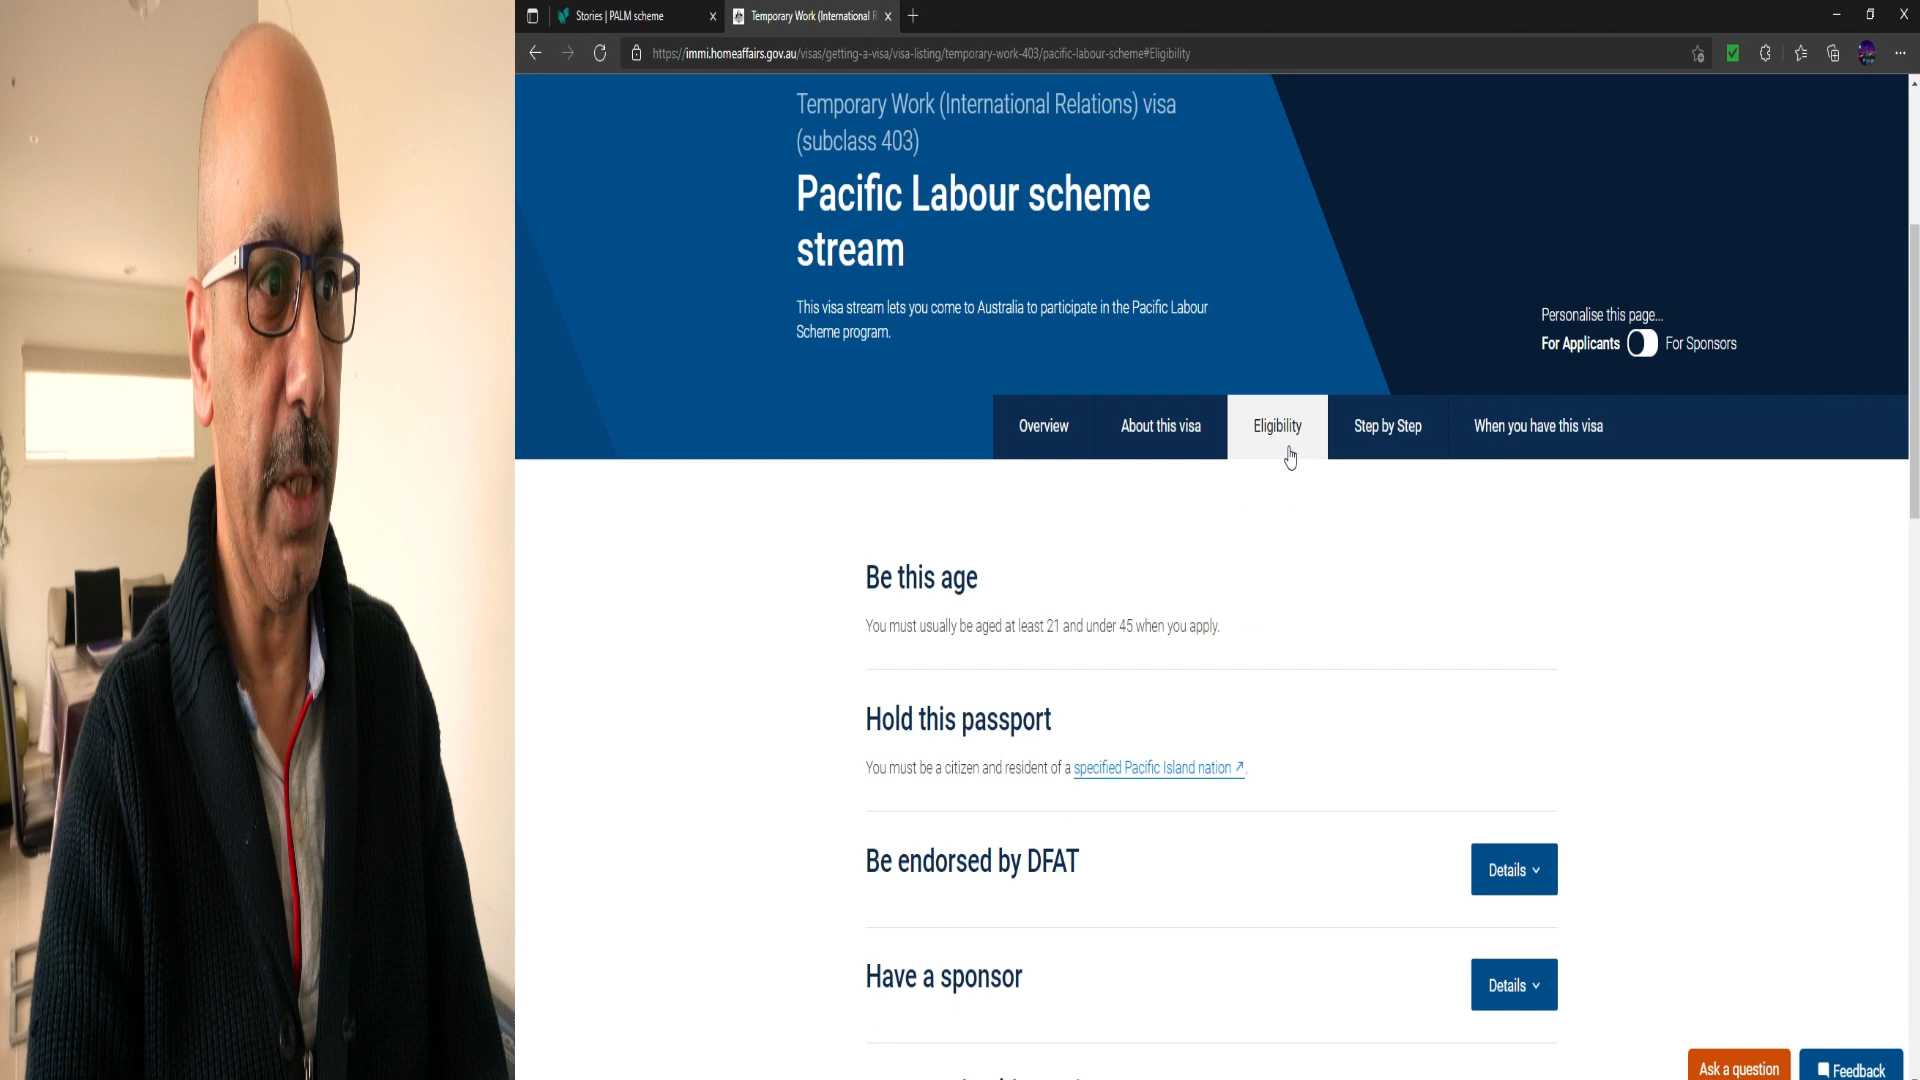 Stories | PALM scheme
Temporary Work (International R
https://immi.homeaffairs.gov.au/visas/getting-a-visa/visa-listing/temporary-work-403/pacific-labour-scheme#Eligibility
Temporary Work (International Relations) visa
(subclass 403)
Pacific Labour scheme
stream
This visa stream lets you come to Australia to participate in the Pacific Labour
Scheme program.
Personalise this page...
For Applicants For Sponsors
Overview About this visa Eligibility Step by Step When you have this visa
Be this age
You must usually be aged at least 21 and under 45 when you apply.
Hold this passport
You must be a citizen and resident of a specified Pacific Island nation.
Be endorsed by DFAT
Details
Have a sponsor
Details
Ask a question
Feedback